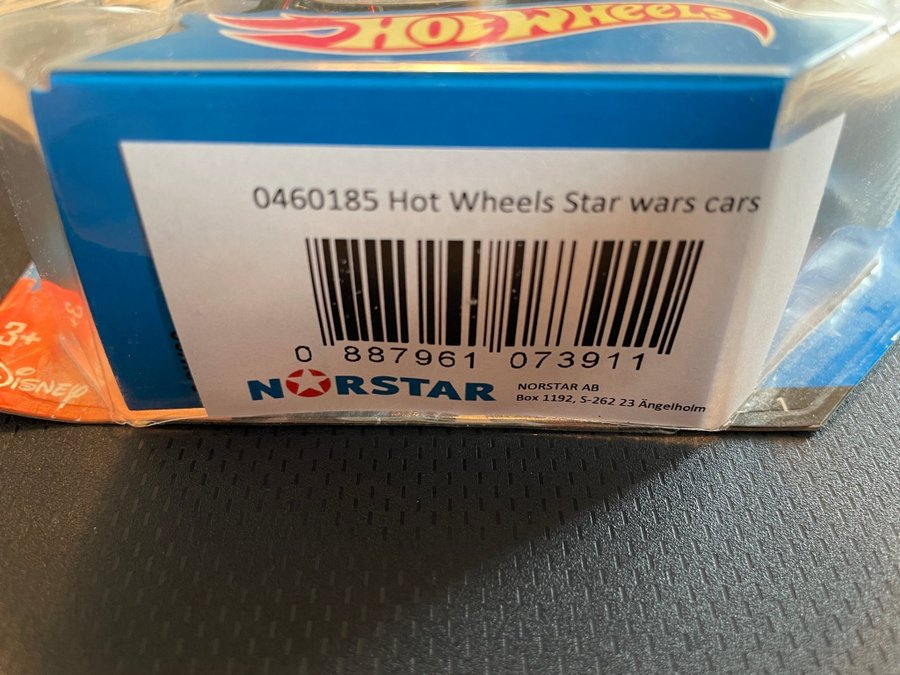 HOT WHEELS
0460185 Hot Wheels Star wars cars
0 887961 073911
NORSTAR
NORSTAR AB
Box 1192, S-262 23 Ängelholm
3+
DISNEY